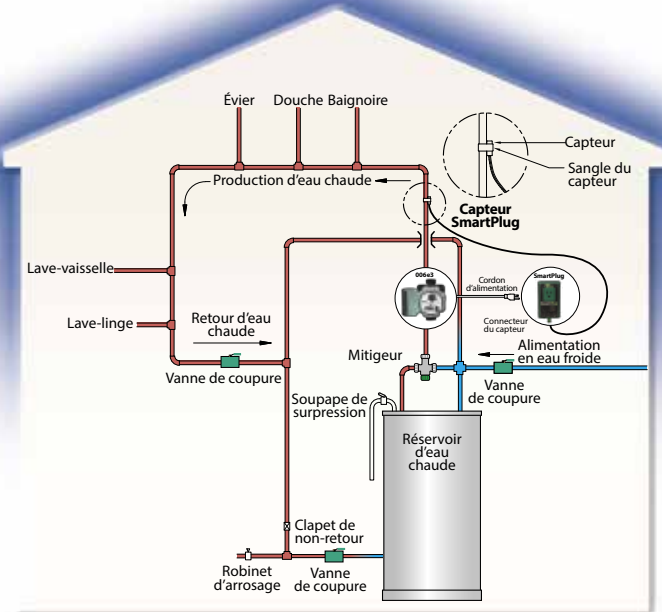 Évier
Douche
Baignoire
Capteur
Sangle du
capteur
Production d'eau chaude
Capteur
SmartPlug
Lave-vaisselle
006e3
Cordon
d'alimentation
SmartPlug
Lave-linge
Retour d'eau
chaude
Connecteur
du capteur
Alimentation
en eau froide
Mitigeur
Vanne de coupure
Vanne
de coupure
Soupape de
surpression
Réservoir
d'eau
chaude
Clapet de
non-retour
Robinet
d'arrosage
Vanne
de coupure